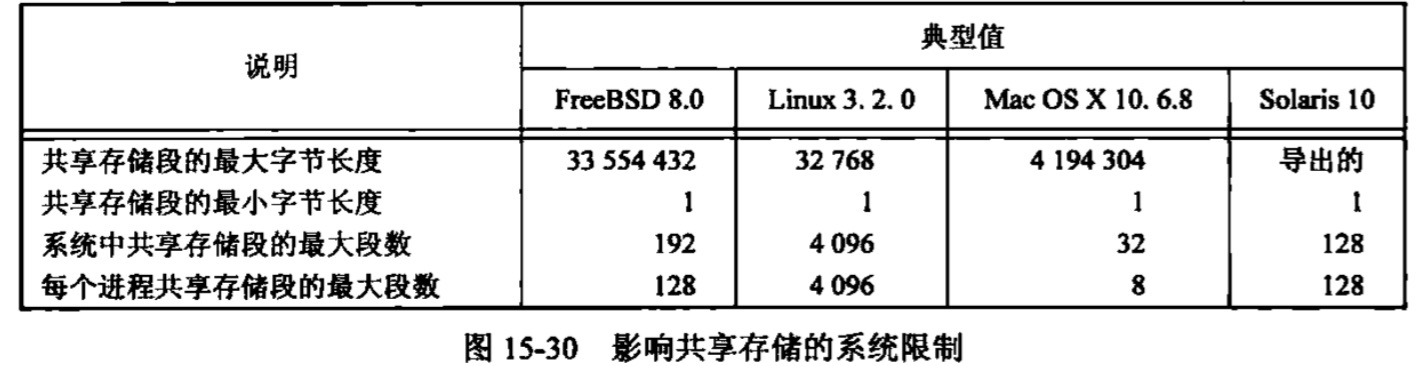 说明 典型值
FreeBSD 8.0 Linux 3. 2. 0 Mac OS X 10. 6.8 Solaris 10
共享存储段的最大字节长度 33 554 432 32 768 4 194 304 导出的
共享存储段的最小字节长度 1 1 1 1
系统中共享存储段的最大段数 192 4 096 32 128
每个进程共享存储段的最大段数 128 4 096 8 128
图 15-30 影响共享存储的系统限制